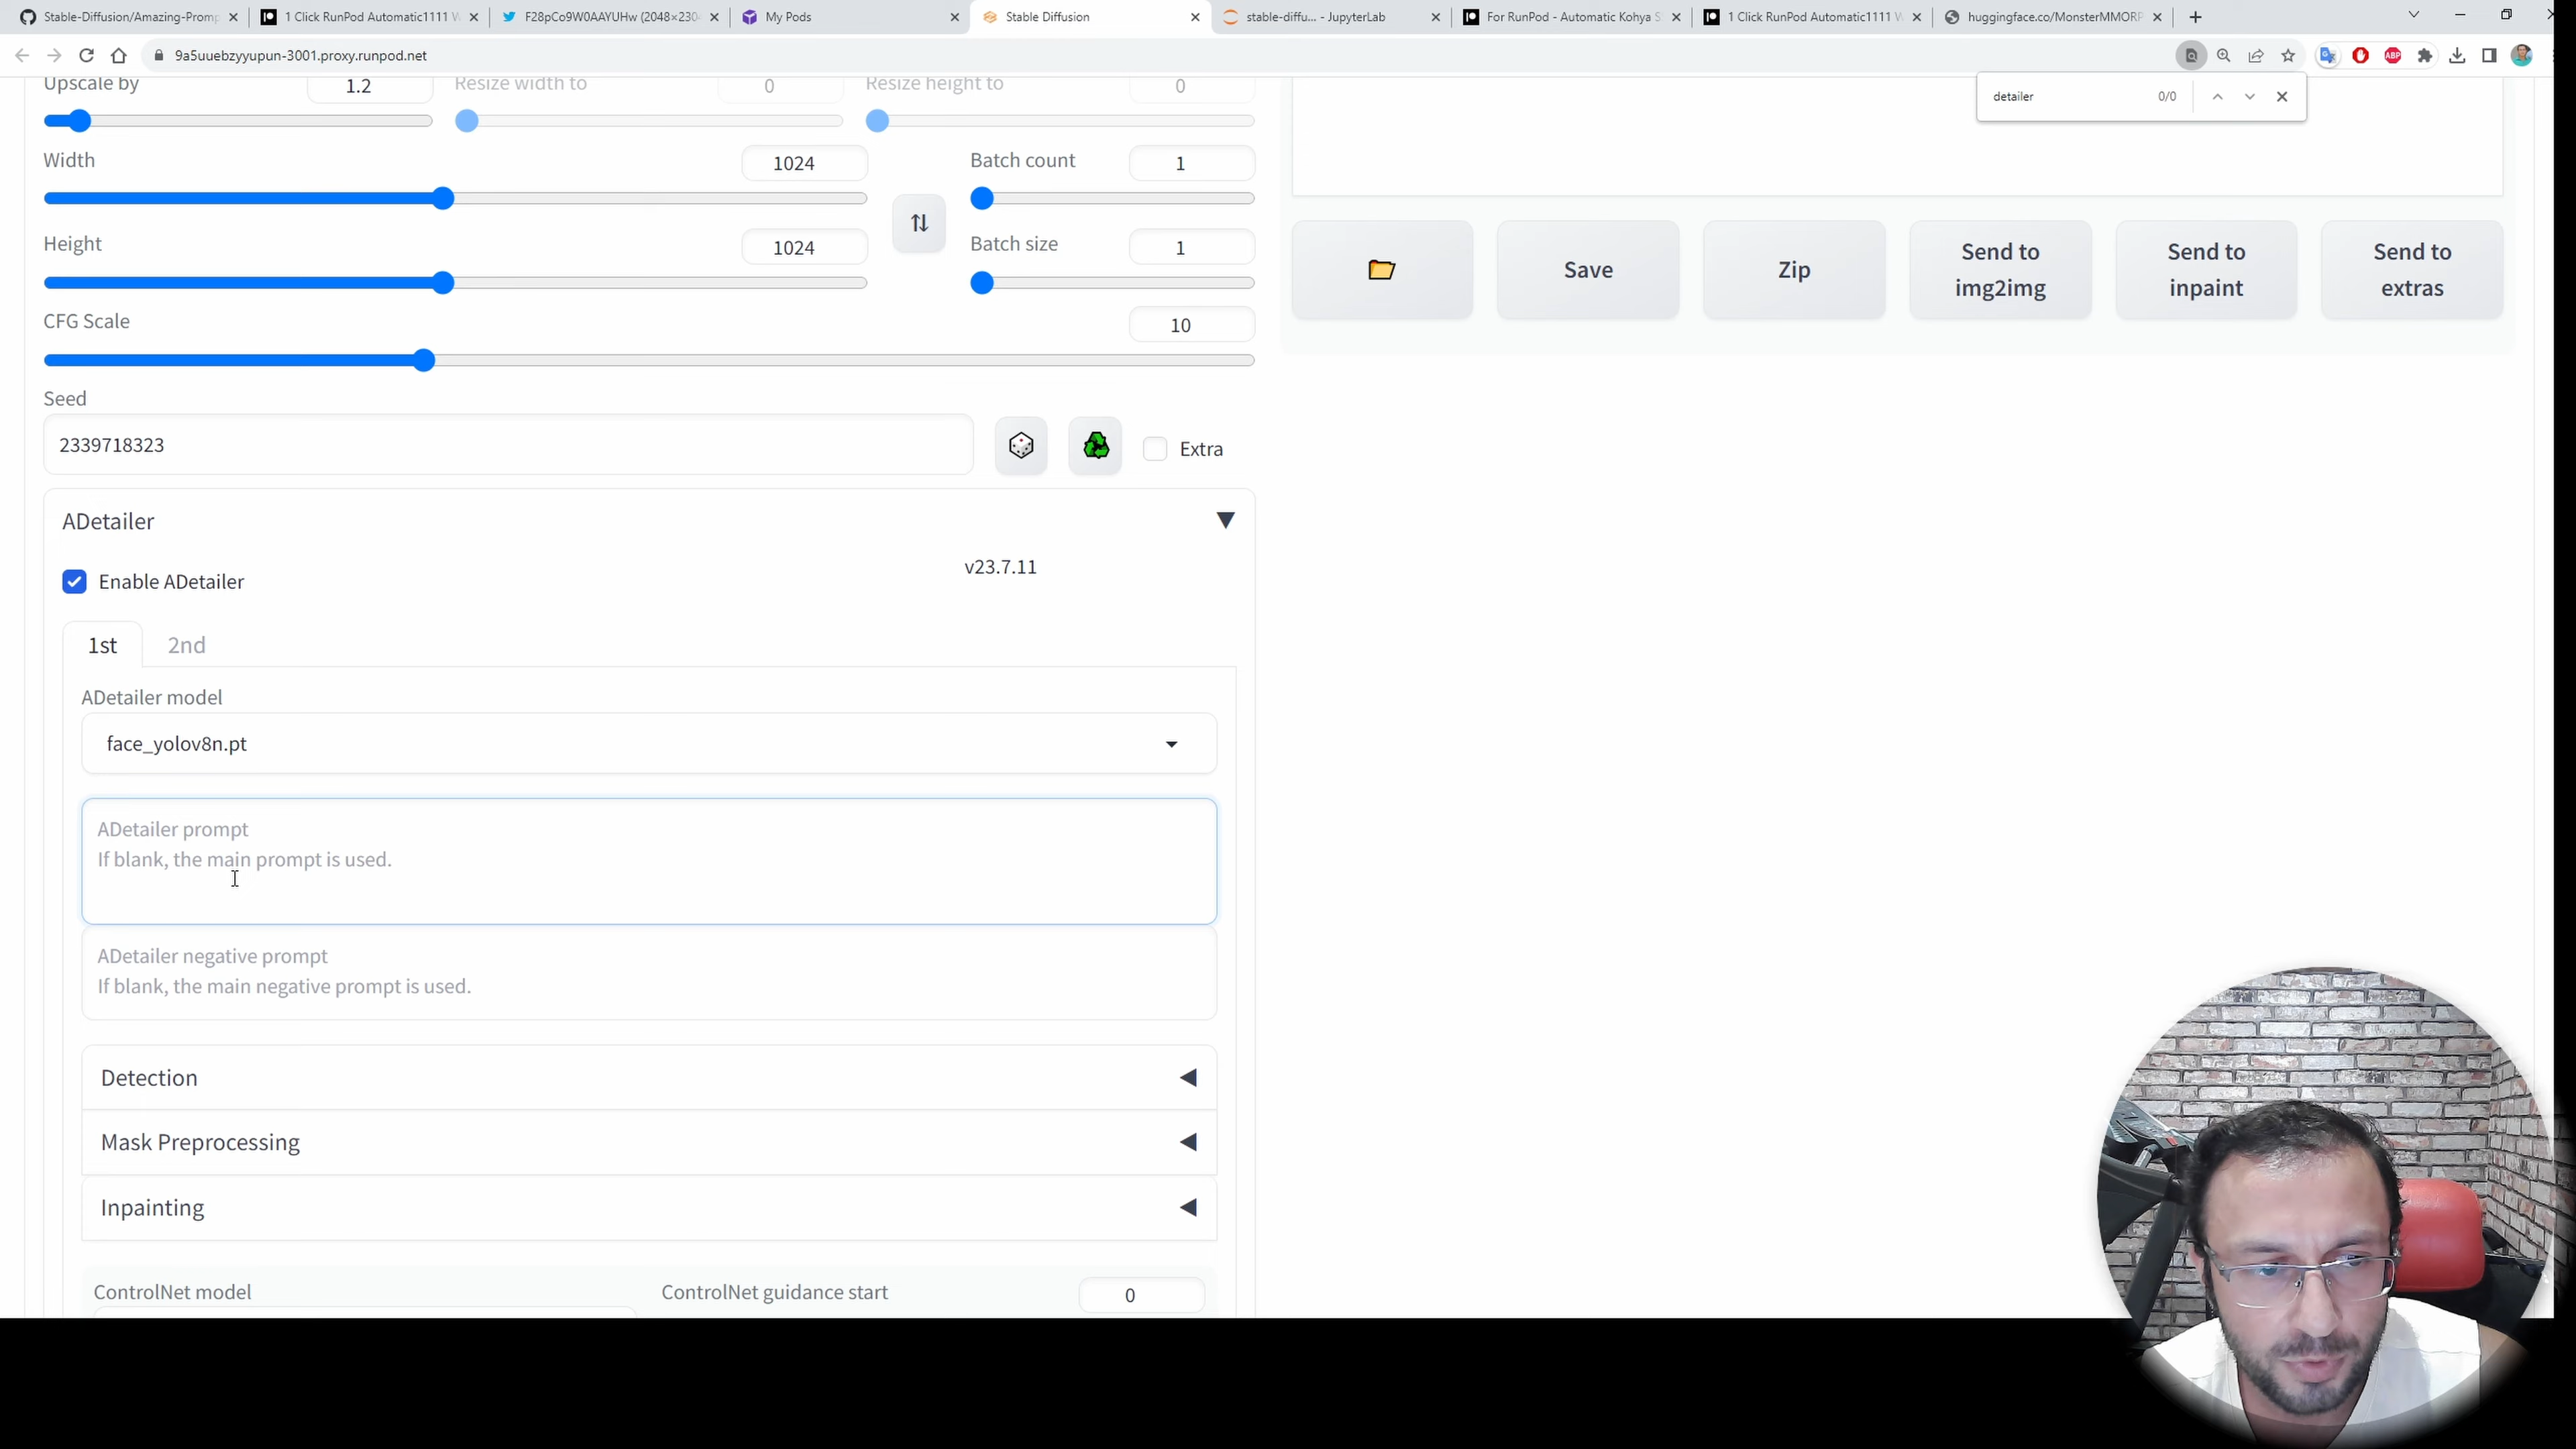 Stable-Diffusion/Amazing-Promp
1 Click RunPod Automatic1111 W
F28pCo9W0AAYUHw (2048×230
My Pods
Stable Diffusion
stable-diffu... - JupyterLab
For RunPod - Automatic Kohya S
1 Click RunPod Automatic1111 W
huggingface.co/MonsterMMORP
9a5uuebzyyupun-3001.proxy.runpod.net
ABP
detailer 0/0
Upscale by 1.2 Resize width to 0 Resize height to 0
Width 1024 Batch count 1
Height 1024 Batch size 1
CFG Scale 10
Seed
2339718323 Extra
Save
Zip
Send to
img2img
Send to
inpaint
Send to
extras
ADetailer
Enable ADetailer v23.7.11
1st 2nd
ADetailer model
face_yolov8n.pt
ADetailer prompt
If blank, the main prompt is used.
ADetailer negative prompt
If blank, the main negative prompt is used.
Detection
Mask Preprocessing
Inpainting
ControlNet model ControlNet guidance start 0